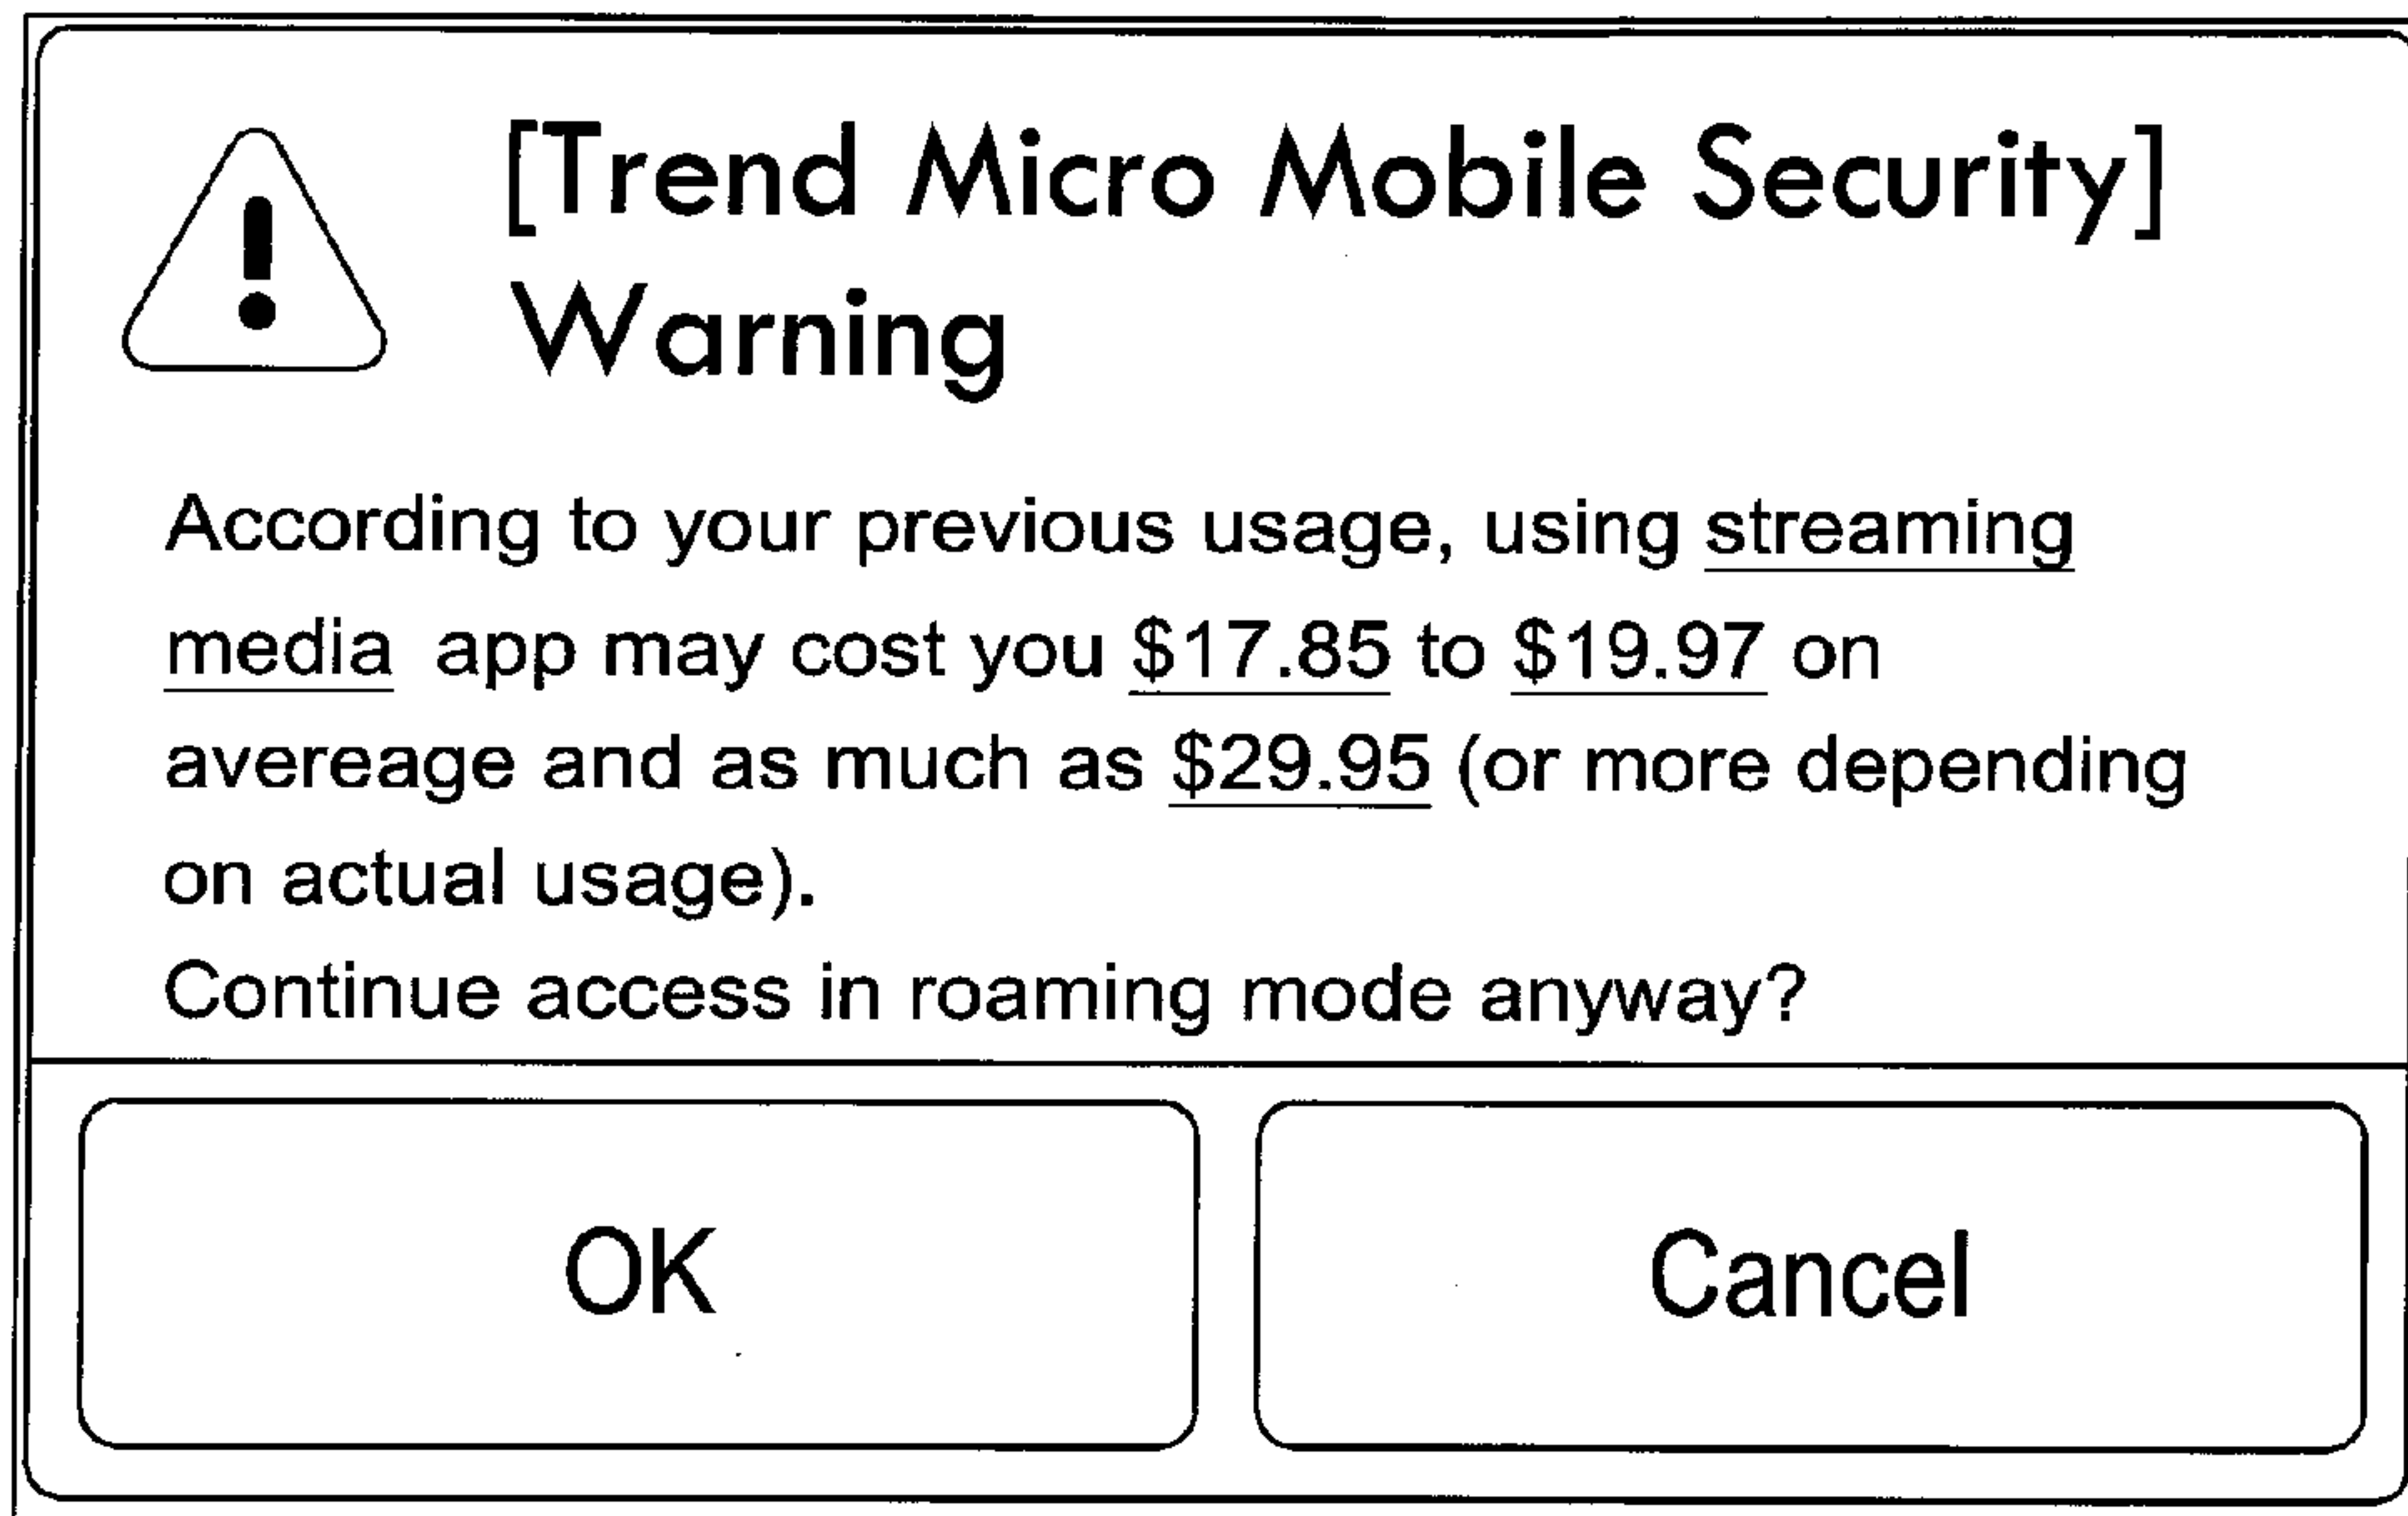 [Trend Micro Mobile Security]
Warning
According to your previous usage, using streaming
media app may cost you $17.85 to $19.97 on
avereage and as much as $29.95 (or more depending
on actual usage).
Continue access in roaming mode anyway?
OK
Cancel